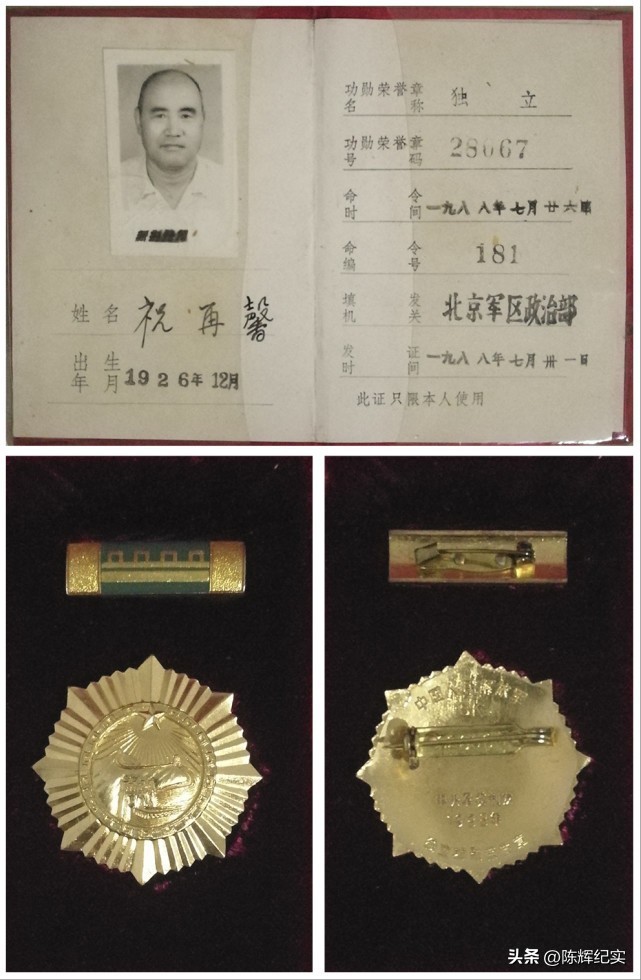 姓名 祝再馨
出生年月 1926年12月
功勋荣誉章名称 独立
功勋荣誉章号码 28067
命令时间 一九八八年七月廿六日
命令编号 181
填发机关 北京军区政治部
发证时间 一九八八年七月卅一日
此证只限本人使用
头条 @陈辉纪实